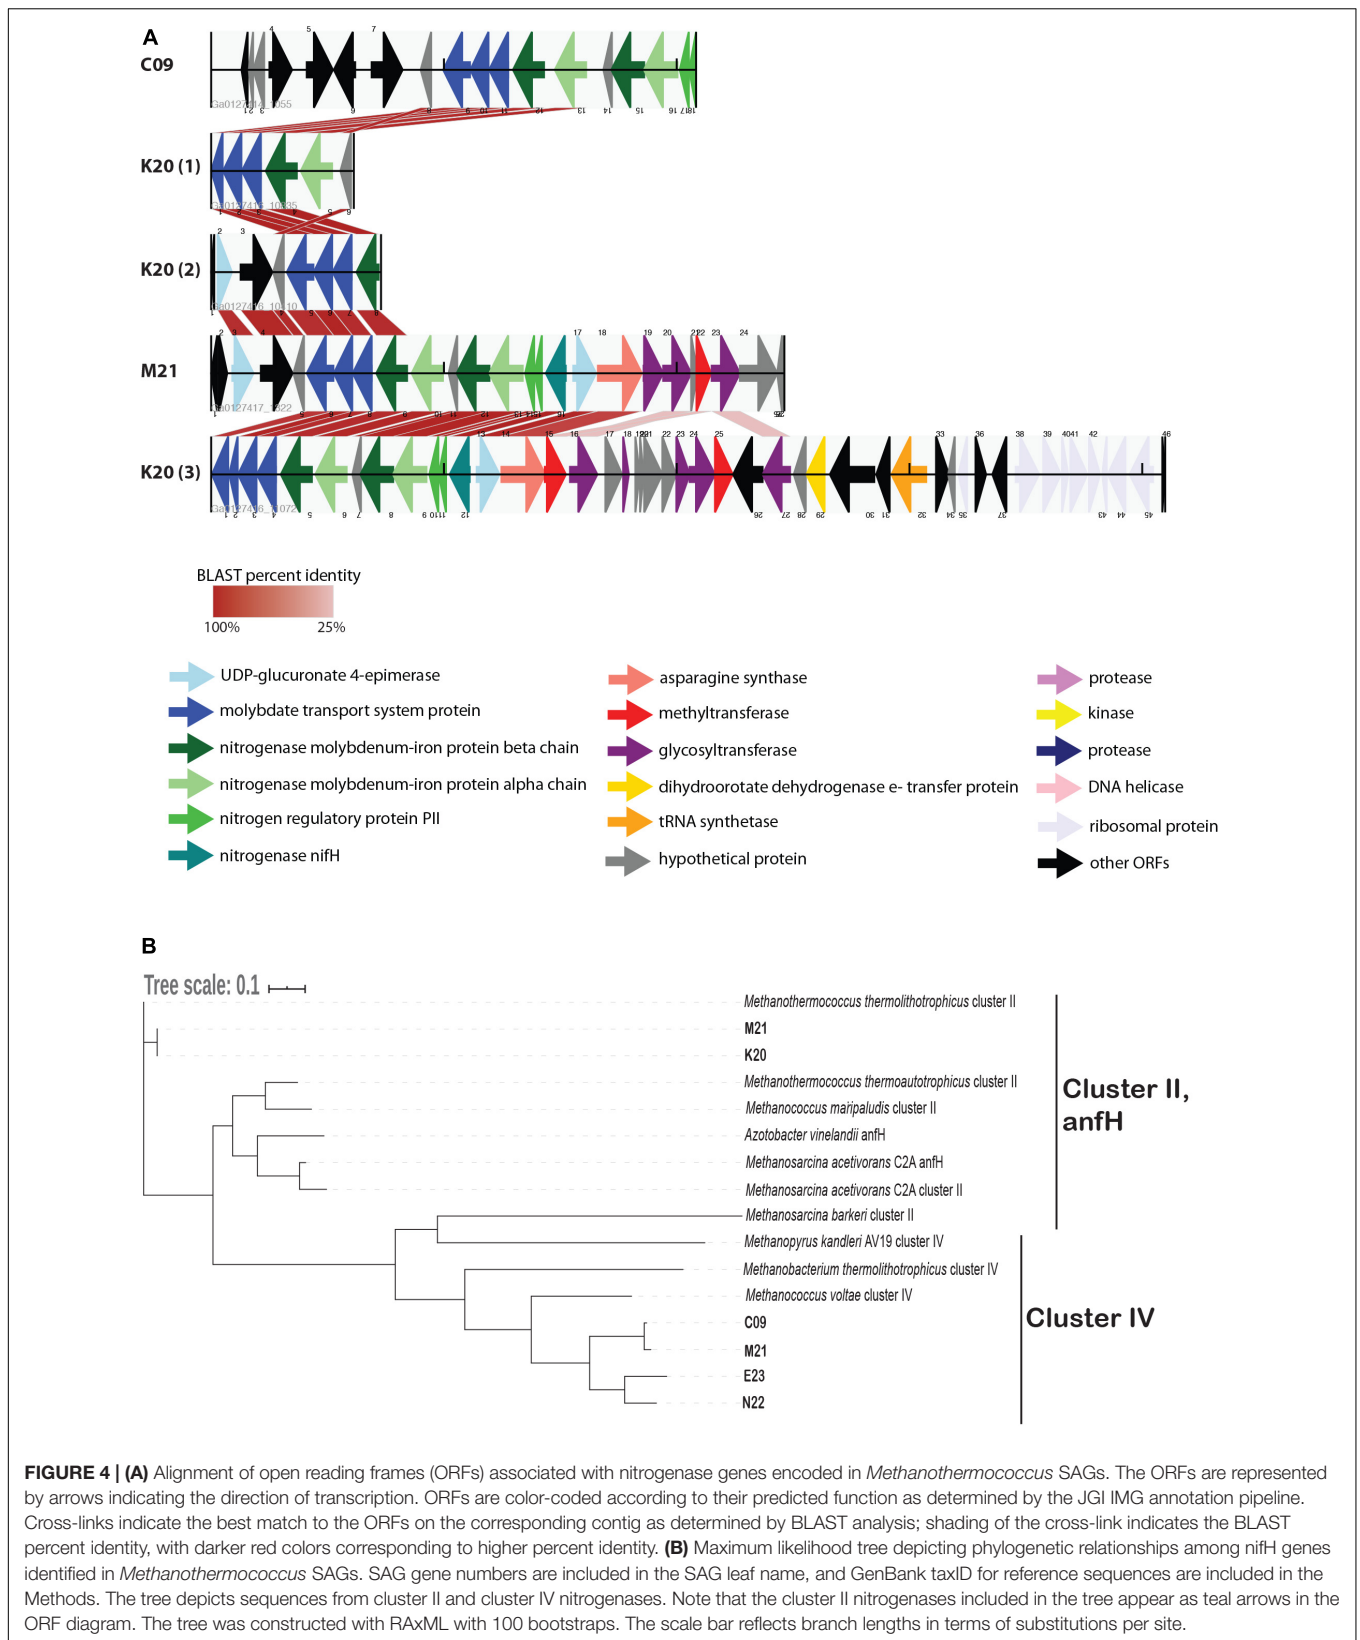 A
C09
K20 (1)
K20 (2)
M21
K20 (3)
BLAST percent identity
100% 25%
UDP-glucuronate 4-epimerase
molybdate transport system protein
nitrogenase molybdenum-iron protein beta chain
nitrogenase molybdenum-iron protein alpha chain
nitrogen regulatory protein PII
nitrogenase nifH
asparagine synthase
methyltransferase
glycosyltransferase
dihydroorotate dehydrogenase e- transfer protein
tRNA synthetase
hypothetical protein
protease
kinase
protease
DNA helicase
ribosomal protein
other ORFs
B
Tree scale: 0.1
Methanothermococcus thermolithotrophicus cluster II
M21
K20
Methanothermococcus thermoautotrophicus cluster II
Methanococcus maripaludis cluster II
Azotobacter vinelandii anfH
Methanosarcina acetivorans C2A anfH
Methanosarcina acetivorans C2A cluster II
Methanosarcina barkeri cluster II
Methanopyrus kandleri AV19 cluster IV
Methanobacterium thermolithotrophicus cluster IV
Methanococcus voltae cluster IV
C09
M21
E23
N22
Cluster II,
anfH
Cluster IV
FIGURE 4 | (A) Alignment of open reading frames (ORFs) associated with nitrogenase genes encoded in Methanothermococcus SAGs. The ORFs are represented
by arrows indicating the direction of transcription. ORFs are color-coded according to their predicted function as determined by the JGI IMG annotation pipeline.
Cross-links indicate the best match to the ORFs on the corresponding contig as determined by BLAST analysis; shading of the cross-link indicates the BLAST
percent identity, with darker red colors corresponding to higher percent identity. (B) Maximum likelihood tree depicting phylogenetic relationships among nifH genes
identified in Methanothermococcus SAGs. SAG gene numbers are included in the SAG leaf name, and GenBank taxID for reference sequences are included in the
Methods. The tree depicts sequences from cluster II and cluster IV nitrogenases. Note that the cluster II nitrogenases included in the tree appear as teal arrows in the
ORF diagram. The tree was constructed with RAxML with 100 bootstraps. The scale bar reflects branch lengths in terms of substitutions per site.